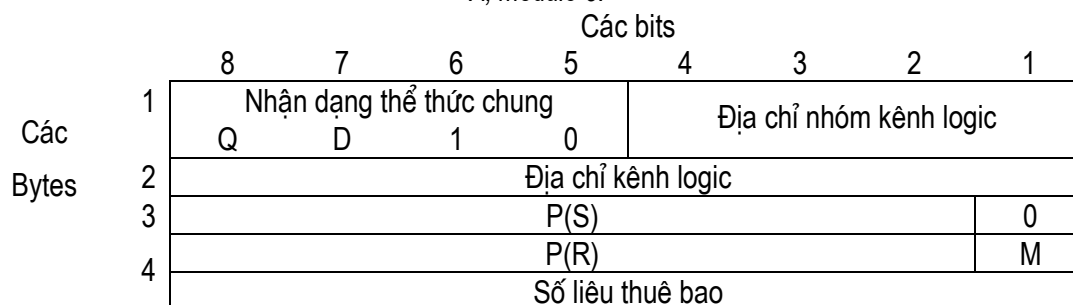 Các bits
8 7 6 5 4 3 2 1
1 Nhận dạng thể thức chung
Q D 1 0
Địa chỉ nhóm kênh logic
Các
Bytes
2 Địa chỉ kênh logic
3 P(S) 0
4 P(R) M
Số liêu thuê bao